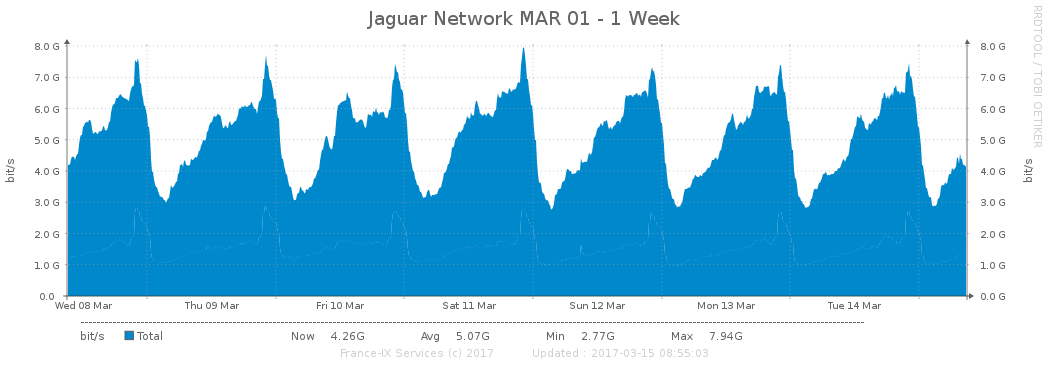 Jaguar Network MAR 01 - 1 Week
RRDTOOL / TOBI OETIKER
bit/s
8.0 G
7.0 G
6.0 G
5.0 G
4.0 G
3.0 G
2.0 G
1.0 G
0.0
8.0 G
7.0 G
6.0 G
5.0 G
4.0 G
3.0 G
2.0 G
1.0 G
0.0 G
bit/s
Wed 08 Mar Thu 09 Mar Fri 10 Mar Sat 11 Mar Sun 12 Mar Mon 13 Mar Tue 14 Mar
bit/s Total Now 4.26G Avg 5.07G Min 2.77G Max 7.94G
France-IX Services (c) 2017 Updated : 2017-03-15 08:55:03